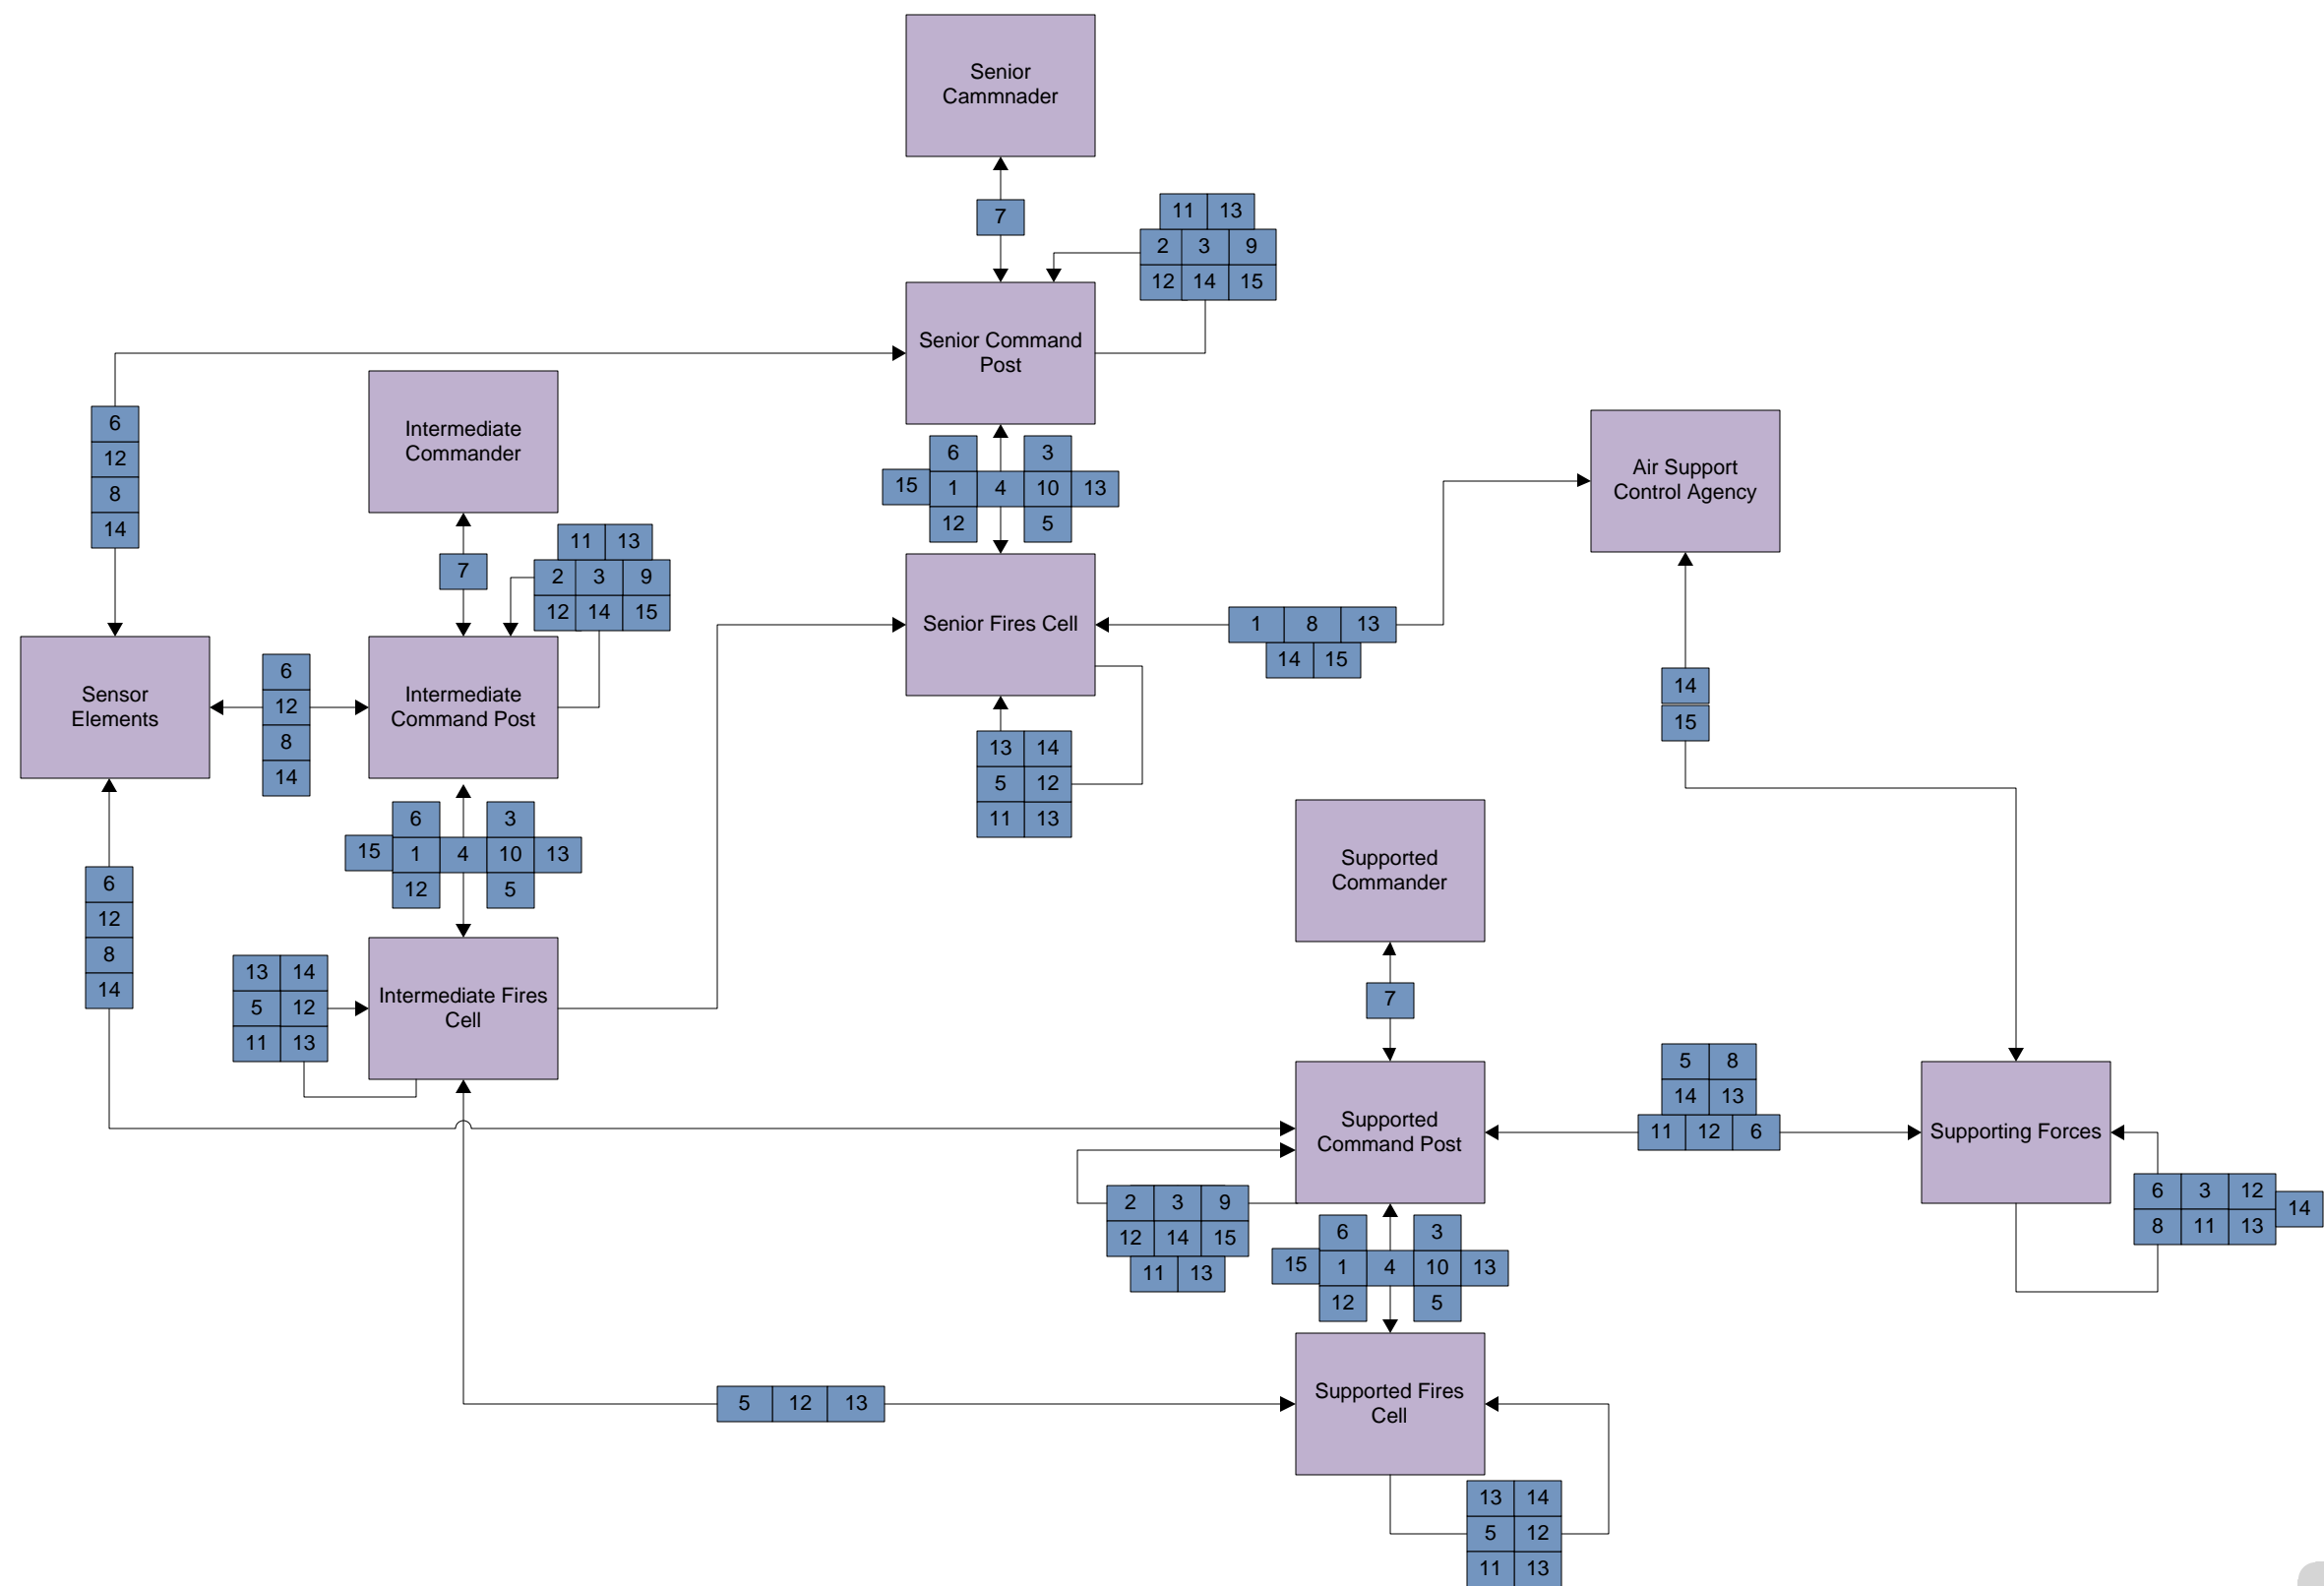 Senior
Cammnader
7
11 13
2 3 9
12 14 15
Senior Command
Post
6
12
8
14
Intermediate
Commander
7
11 13
2 3 9
12 14 15
6 3
15 1 4 10 13
12 5
Air Support
Control Agency
Senior Fires Cell
1 8 13
14 15
Sensor
Elements
6
12
8
14
Intermediate
Command Post
14
15
13 14
5 12
11 13
6 3
15 1 4 10 13
12 5
Supported
Commander
6
12
8
14
13 14
5 12
11 13
Intermediate Fires
Cell
7
Supported
Command Post
5 8
14 13
11 12 6
Supporting Forces
6 3 12
14
8 11 13
2 3 9
12 14 15
11 13
6 3
15 1 4 10 13
12 5
5 12 13
Supported Fires
Cell
13 14
5 12
11 13